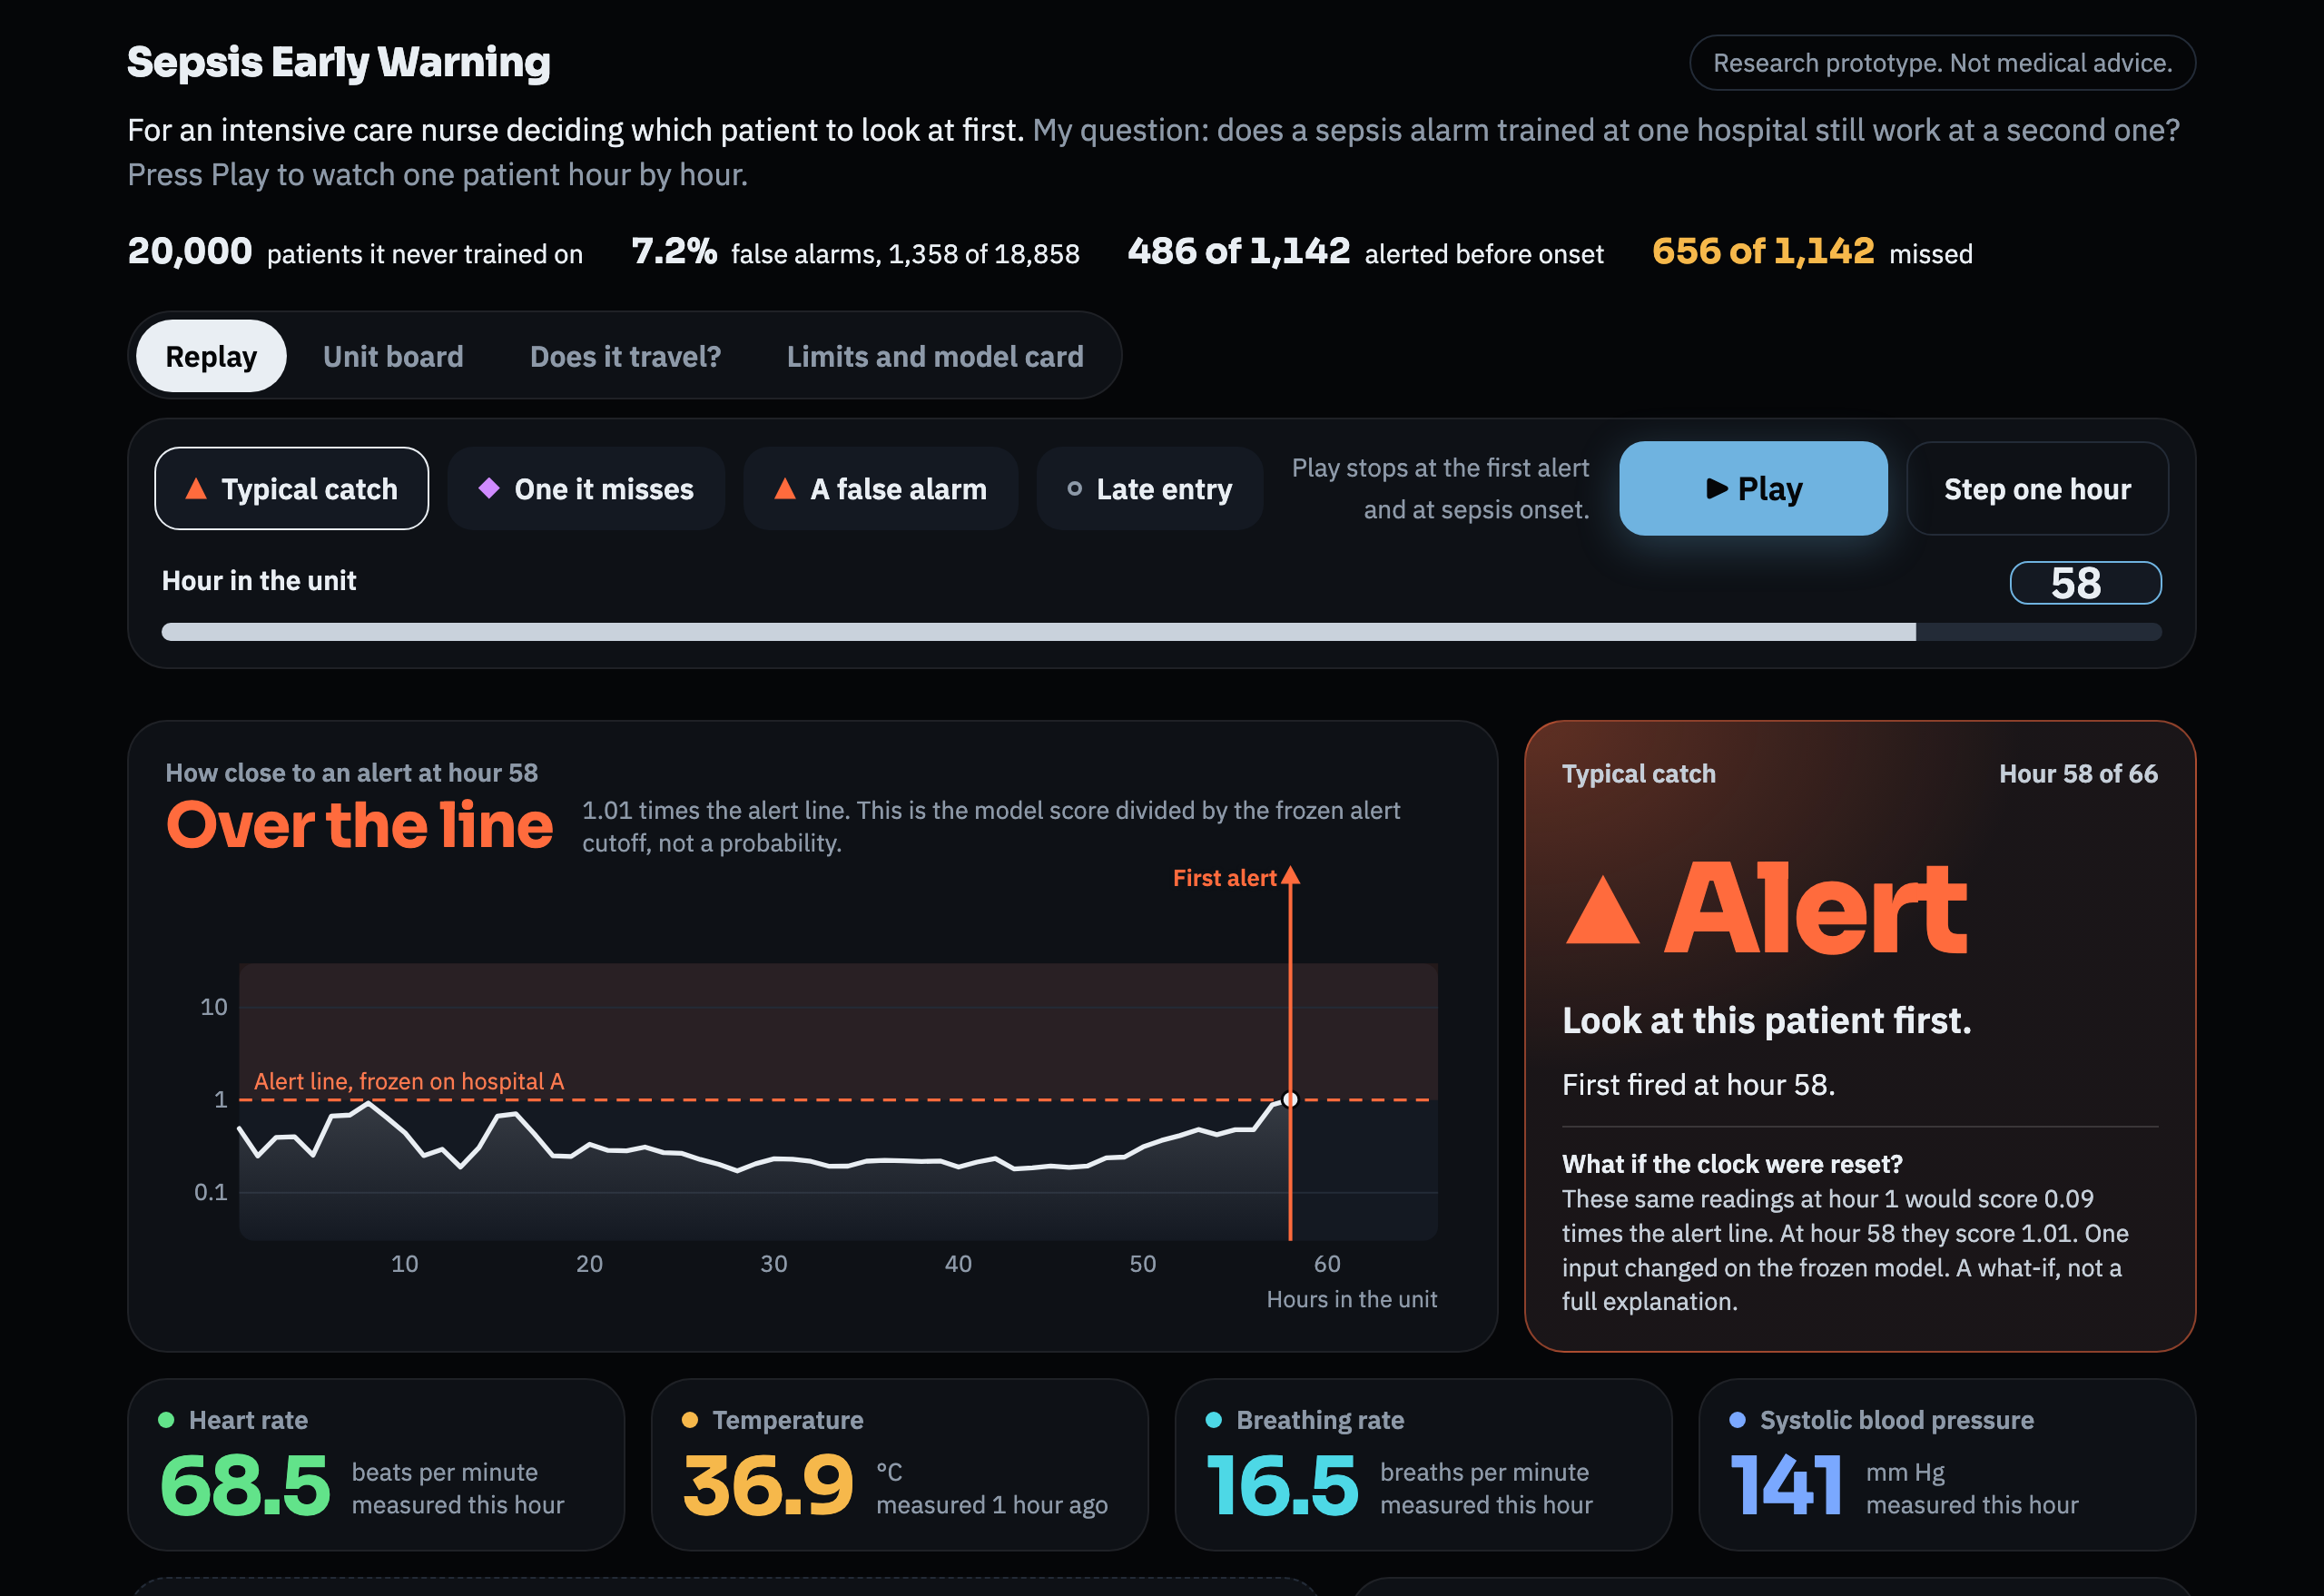 Sepsis Early Warning
Research prototype. Not medical advice.
For an intensive care nurse deciding which patient to look at first. My question: does a sepsis alarm trained at one hospital still work at a second one?
Press Play to watch one patient hour by hour.
20,000 patients it never trained on
7.2% false alarms, 1,358 of 18,858
486 of 1,142 alerted before onset
656 of 1,142 missed
Replay
Unit board
Does it travel?
Limits and model card
Typical catch
One it misses
A false alarm
Late entry
Play stops at the first alert
and at sepsis onset.
Play
Step one hour
Hour in the unit
58
How close to an alert at hour 58
Over the line
1.01 times the alert line. This is the model score divided by the frozen alert
cutoff, not a probability.
First alert
10
Alert line, frozen on hospital A
1
0.1
10 20 30 40 50 60
Hours in the unit
Typical catch
Hour 58 of 66
Alert
Look at this patient first.
First fired at hour 58.
What if the clock were reset?
These same readings at hour 1 would score 0.09
times the alert line. At hour 58 they score 1.01. One
input changed on the frozen model. A what-if, not a
full explanation.
Heart rate
68.5
beats per minute
measured this hour
Temperature
36.9
°C
measured 1 hour ago
Breathing rate
16.5
breaths per minute
measured this hour
Systolic blood pressure
141
mm Hg
measured this hour